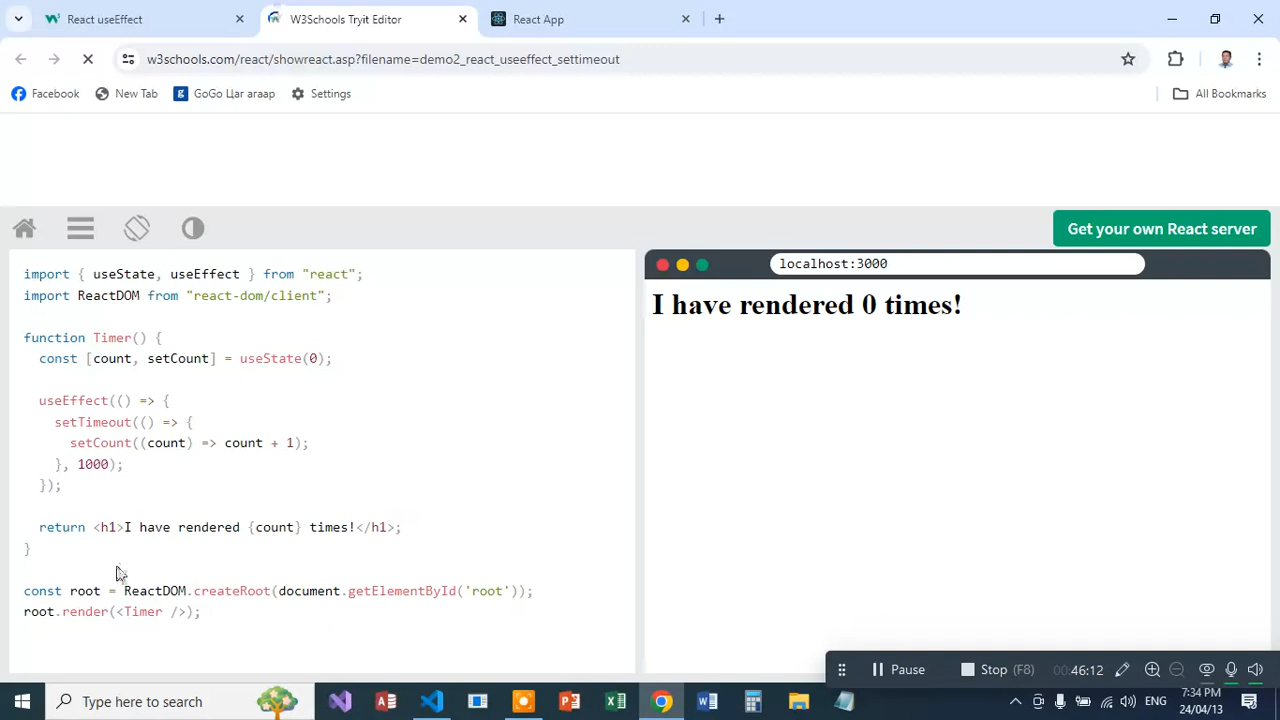 React useEffect
W3Schools Tryit Editor
React App
w3schools.com/react/showreact.asp?filename=demo2_react_useeffect_settimeout
Facebook
New Tab
GoGo Цаг агаар
Settings
All Bookmarks
Get your own React server
import { useState, useEffect } from "react";
import ReactDOM from "react-dom/client";
function Timer() {
const [count, setCount] = useState(0);
useEffect(() => {
setTimeout(() => {
setCount((count) => count + 1);
}, 1000);
});
return <h1>I have rendered {count} times!</h1>;
}
const root = ReactDOM.createRoot(document.getElementById('root'));
root.render(<Timer />);
localhost:3000
I have rendered 0 times!
Pause
Stop (F8)
00:46:12
Type here to search
ENG
7:34 PM
24/04/13